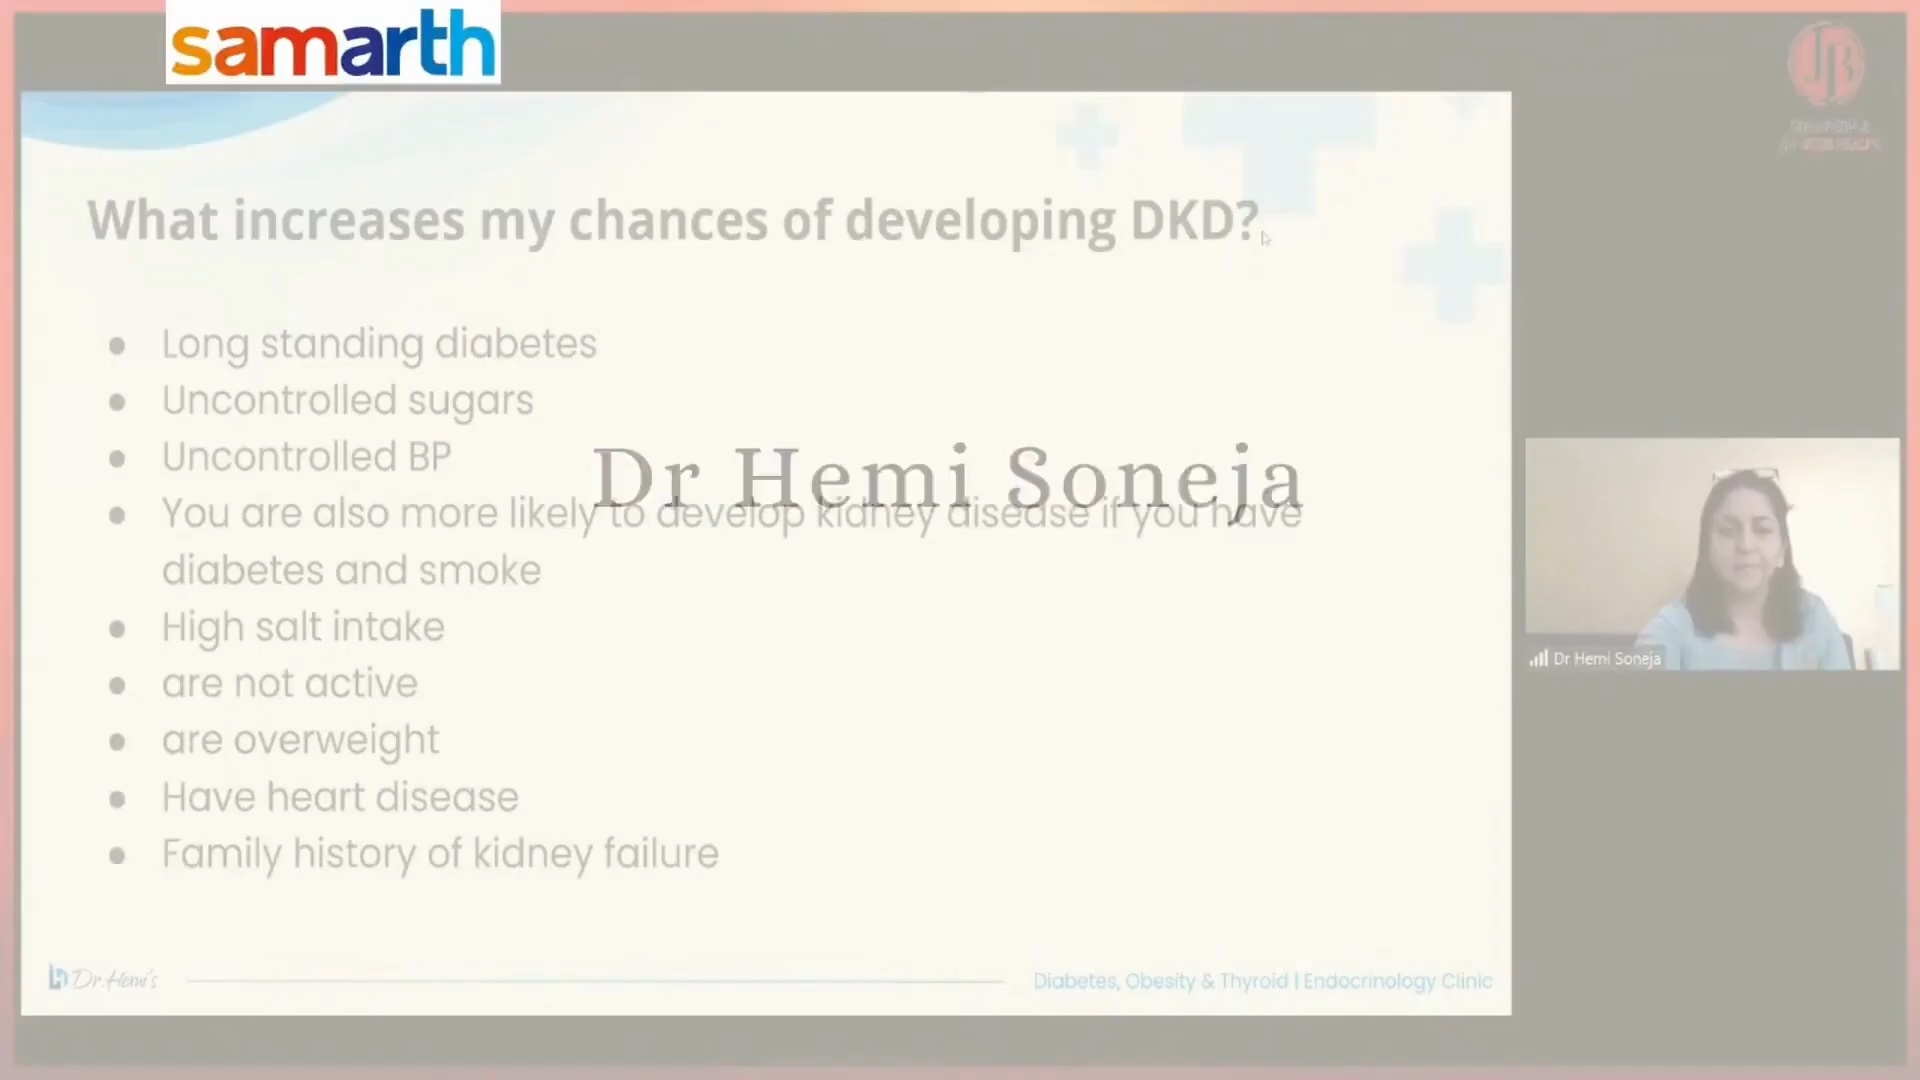 samarth
What increases my chances of developing DKD?
Long standing diabetes
Uncontrolled sugars
Uncontrolled BP
Dr Hemi Soneja
You are also more likely to develop kidney disease if you have
diabetes and smoke
High salt intake
are not active
are overweight
Have heart disease
Family history of kidney failure
Dr Hemi Soneja
Dr.Hemi's
Diabetes, Obesity & Thyroid | Endocrinology Clinic